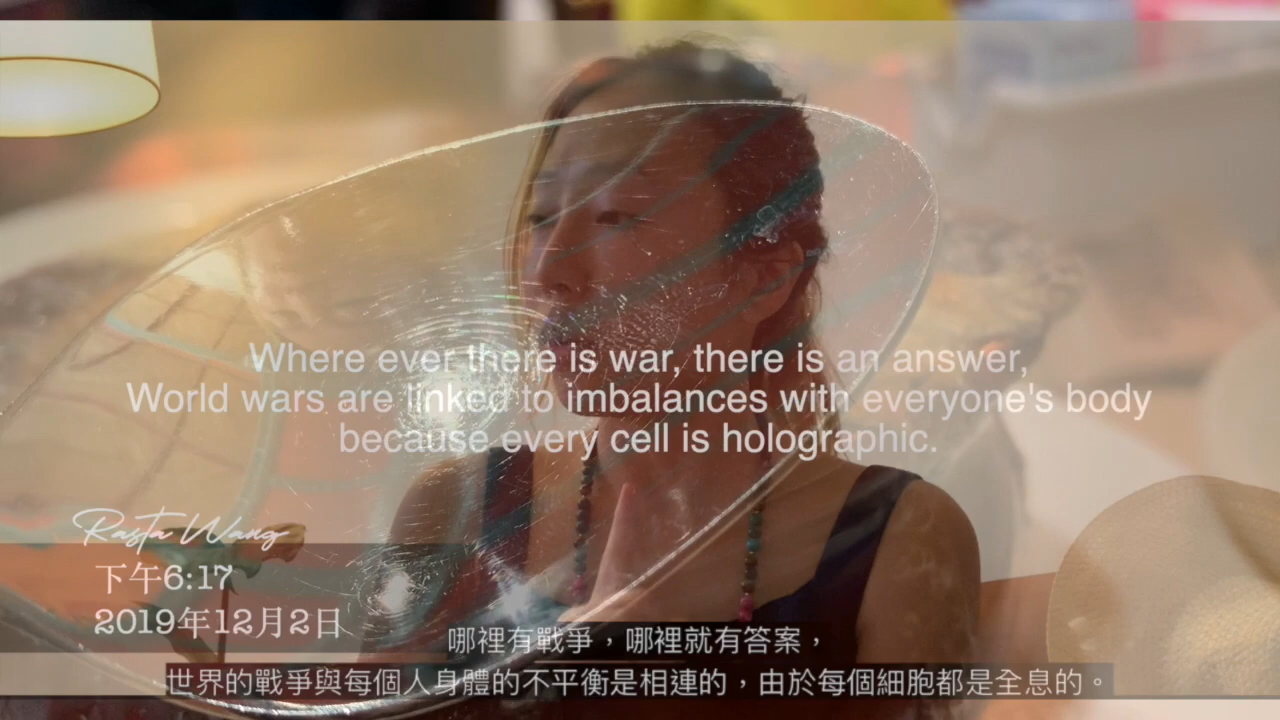 Where ever there is war, there is an answer,
World wars are linked to imbalances with everyone's body
because every cell is holographic.
Rasta Wang
下午6:17
2019年12月2日
哪裡有戰爭，哪裡就有答案，
世界的戰爭與每個人身體的不平衡是相連的，由於每個細胞都是全息的。